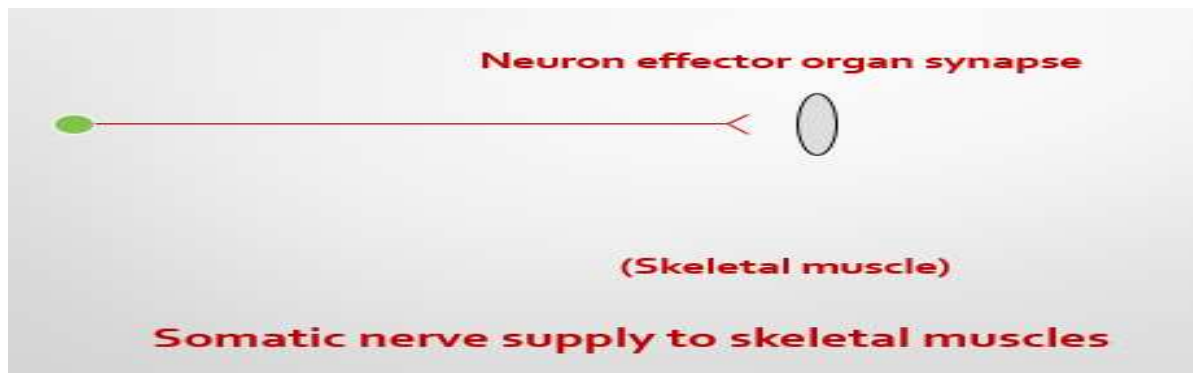 Neuron effector organ synapse
(Skeletal muscle)
Somatic nerve supply to skeletal muscles